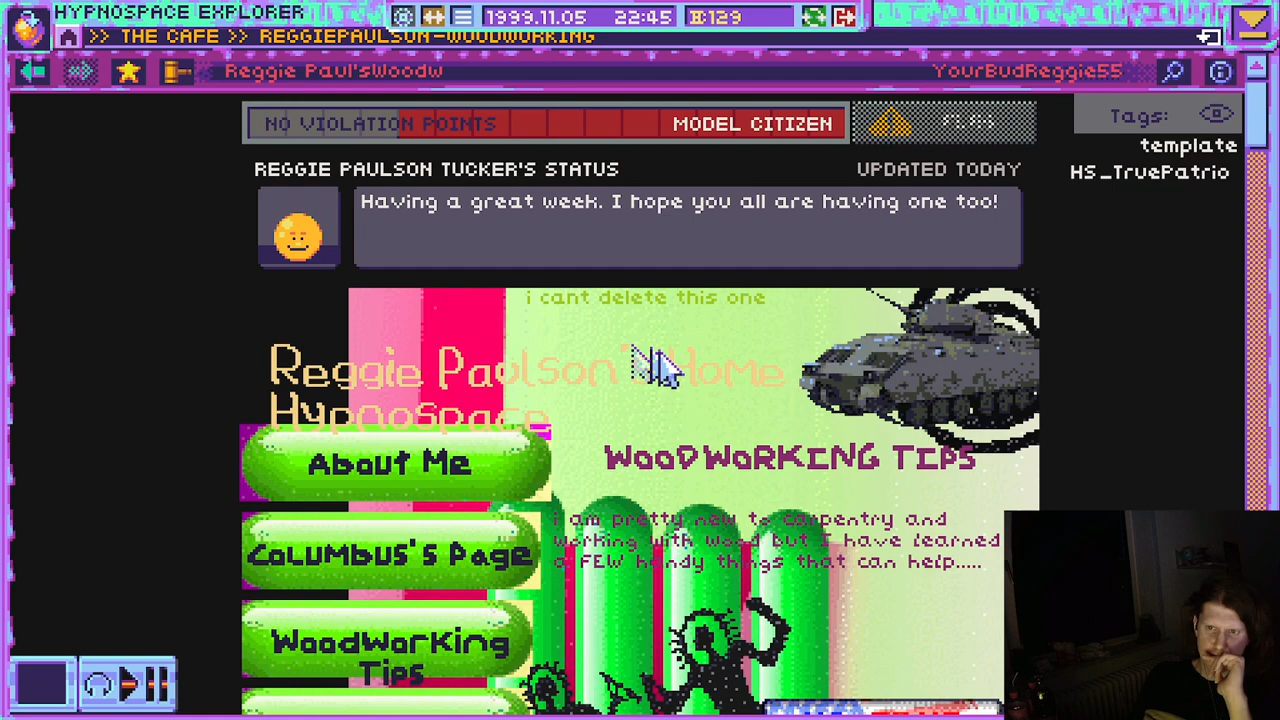 HYPNOSPACE EXPLORER
1999.11.05 22:45 129
>> THE CAFE >> REGGIEPAULSON-WOODWORKING
Reggie Paul'sWoodw
YourBudReggie55
NO VIOLATION POINTS
MODEL CITIZEN
Tags:
template
HS_TruePatrio
REGGIE PAULSON TUCKER'S STATUS
UPDATED TODAY
Having a great week. I hope you all are having one too!
i cant delete this one
Reggie Paulson's Home
Hypnospace
About Me
COLUMBUS'S Page
WoodWorking
Tips
WOODWORKING TIPS
i am pretty new to carpentry and
working with wood but I have learned
a FEW handy things that can help.....